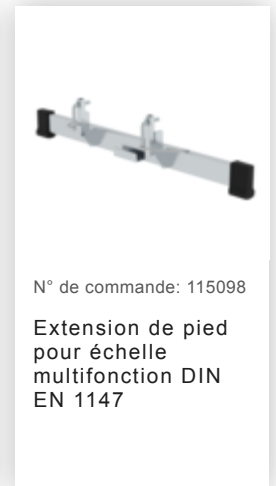 N° de commande: 115098
Extension de pied
pour échelle
multifonction DIN
EN 1147